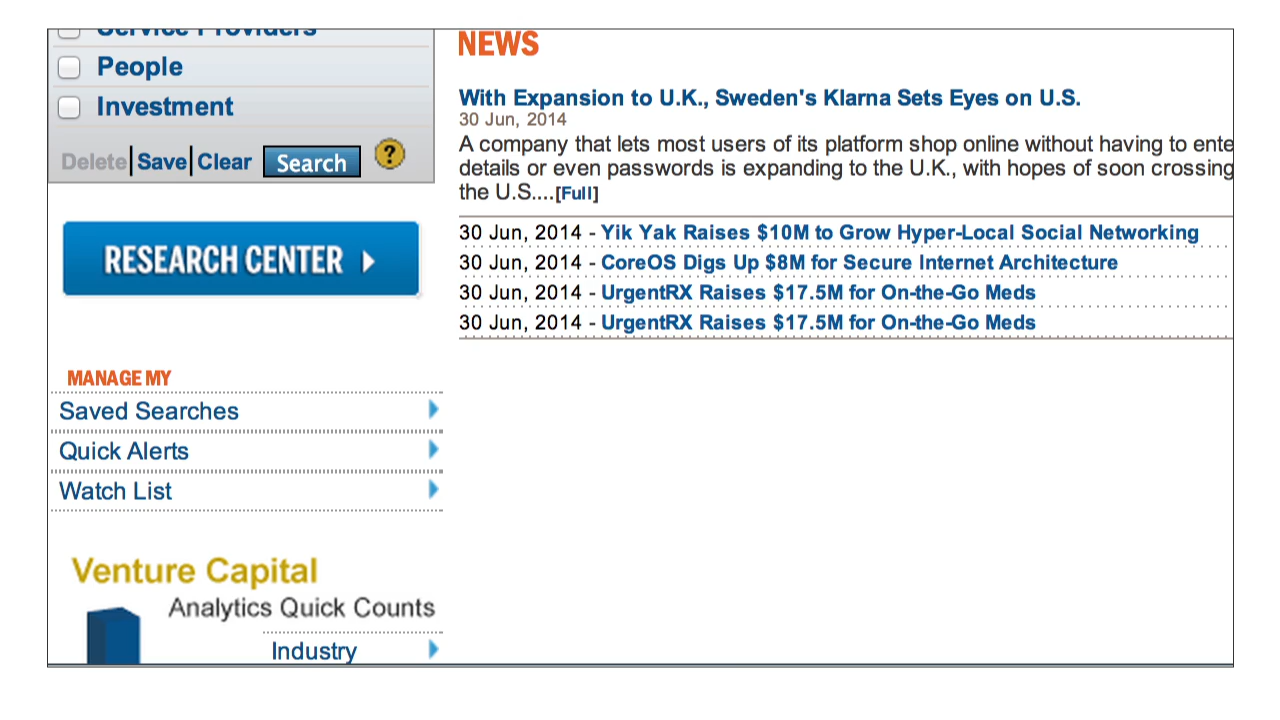 Service Providers
People
Investment
Delete Save Clear Search ?
RESEARCH CENTER
MANAGE MY
Saved Searches
Quick Alerts
Watch List
Venture Capital
Analytics Quick Counts
Industry
NEWS
With Expansion to U.K., Sweden's Klarna Sets Eyes on U.S.
30 Jun, 2014
A company that lets most users of its platform shop online without having to ente
details or even passwords is expanding to the U.K., with hopes of soon crossing
the U.S....[Full]
30 Jun, 2014 - Yik Yak Raises $10M to Grow Hyper-Local Social Networking
30 Jun, 2014 - CoreOS Digs Up $8M for Secure Internet Architecture
30 Jun, 2014 - UrgentRX Raises $17.5M for On-the-Go Meds
30 Jun, 2014 - UrgentRX Raises $17.5M for On-the-Go Meds